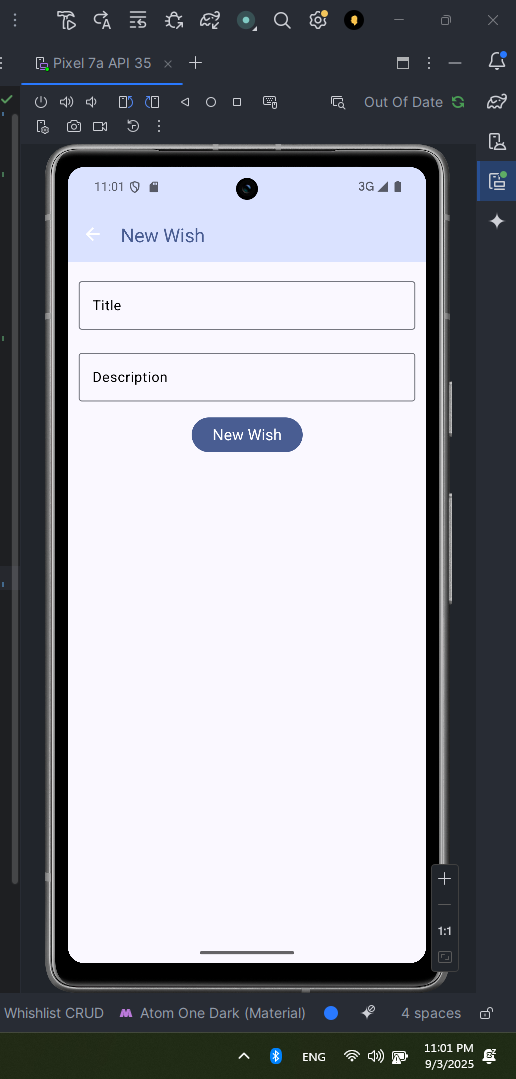 Pixel 7a API 35
Out Of Date
11:01
3G
New Wish
Title
Description
New Wish
1:1
Whishlist CRUD
Atom One Dark (Material)
4 spaces
ENG
11:01 PM
9/3/2025